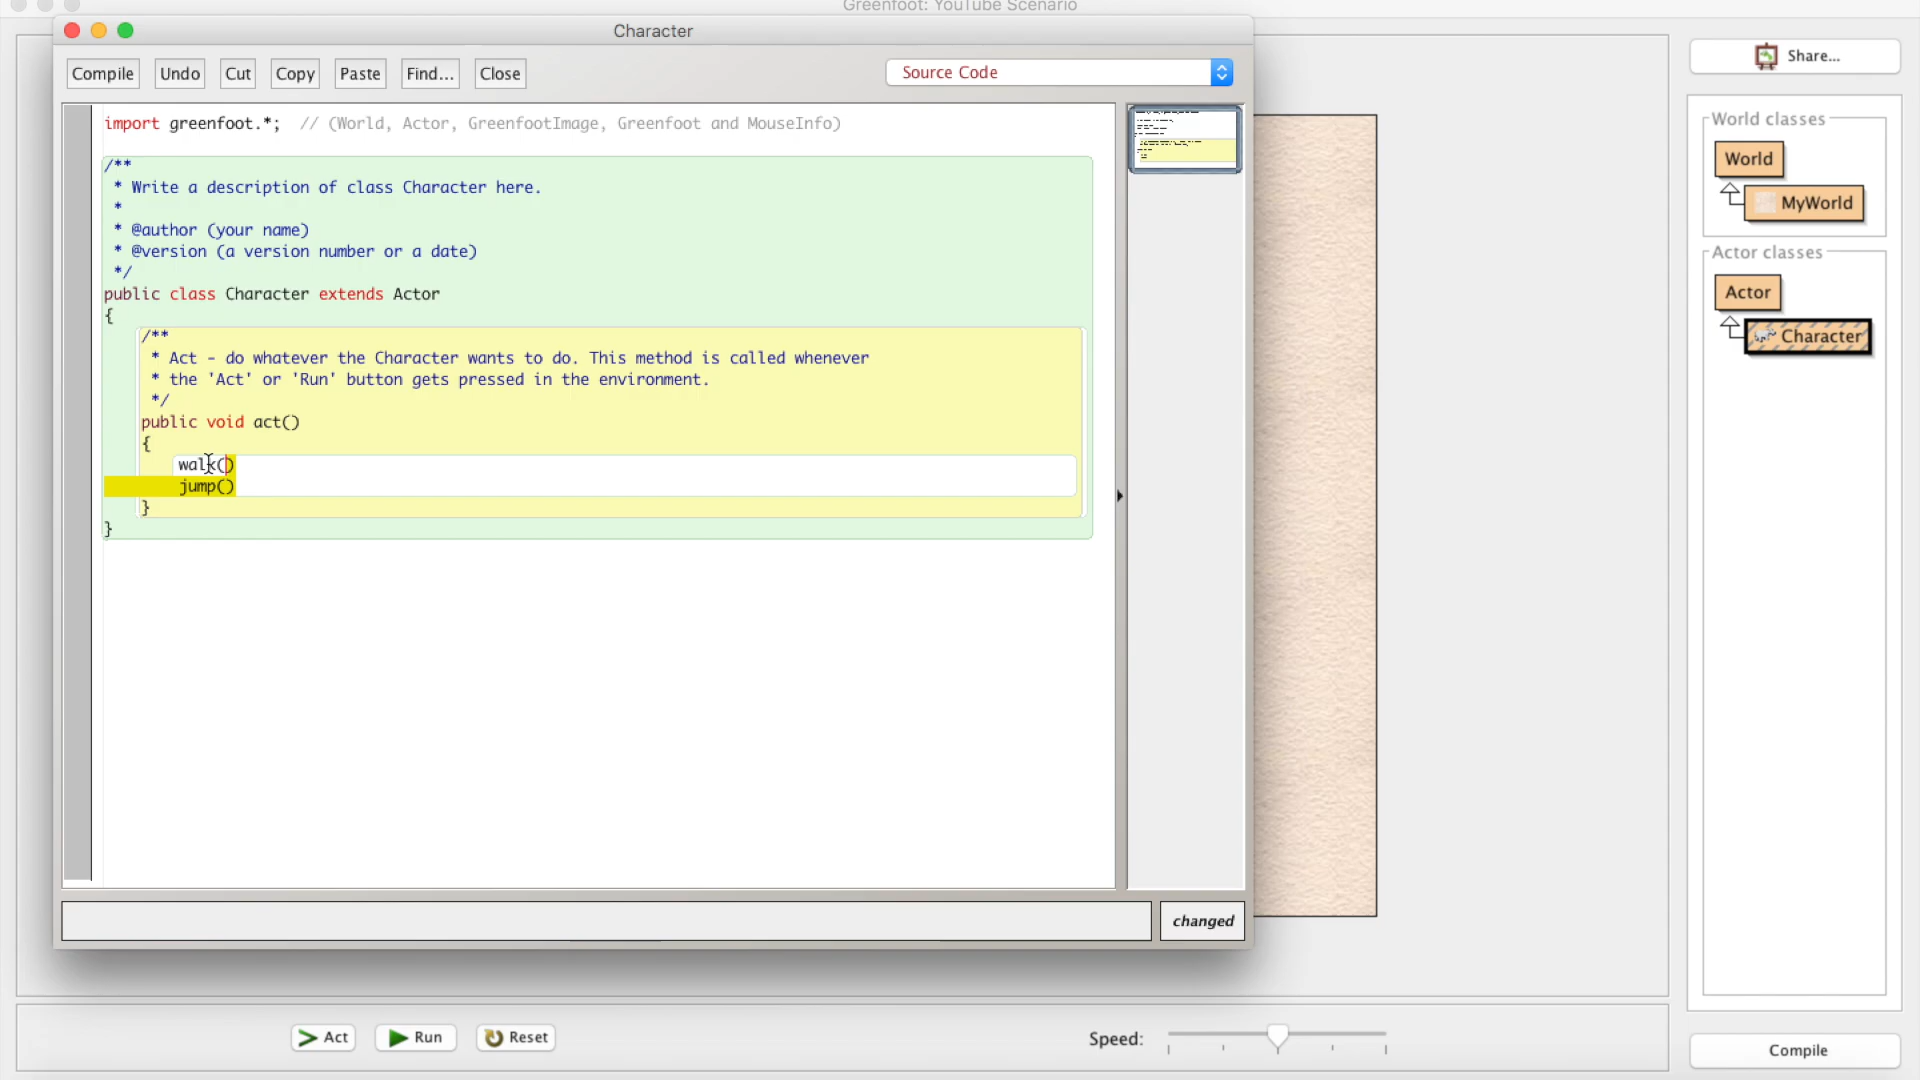 Greenfoot: YouTube Scenario
Character
Compile Undo Cut Copy Paste Find... Close Source Code
import greenfoot.*;  // (World, Actor, GreenfootImage, Greenfoot and MouseInfo)
/**
 * Write a description of class Character here.
 *
 * @author (your name)
 * @version (a version number or a date)
 */
public class Character extends Actor
{
    /**
     * Act - do whatever the Character wants to do. This method is called whenever
     * the 'Act' or 'Run' button gets pressed in the environment.
     */
    public void act()
    {
        walk()
        jump()
    }
}
changed
Act Run Reset Speed:
Share...
World classes
World
MyWorld
Actor classes
Actor
Character
Compile